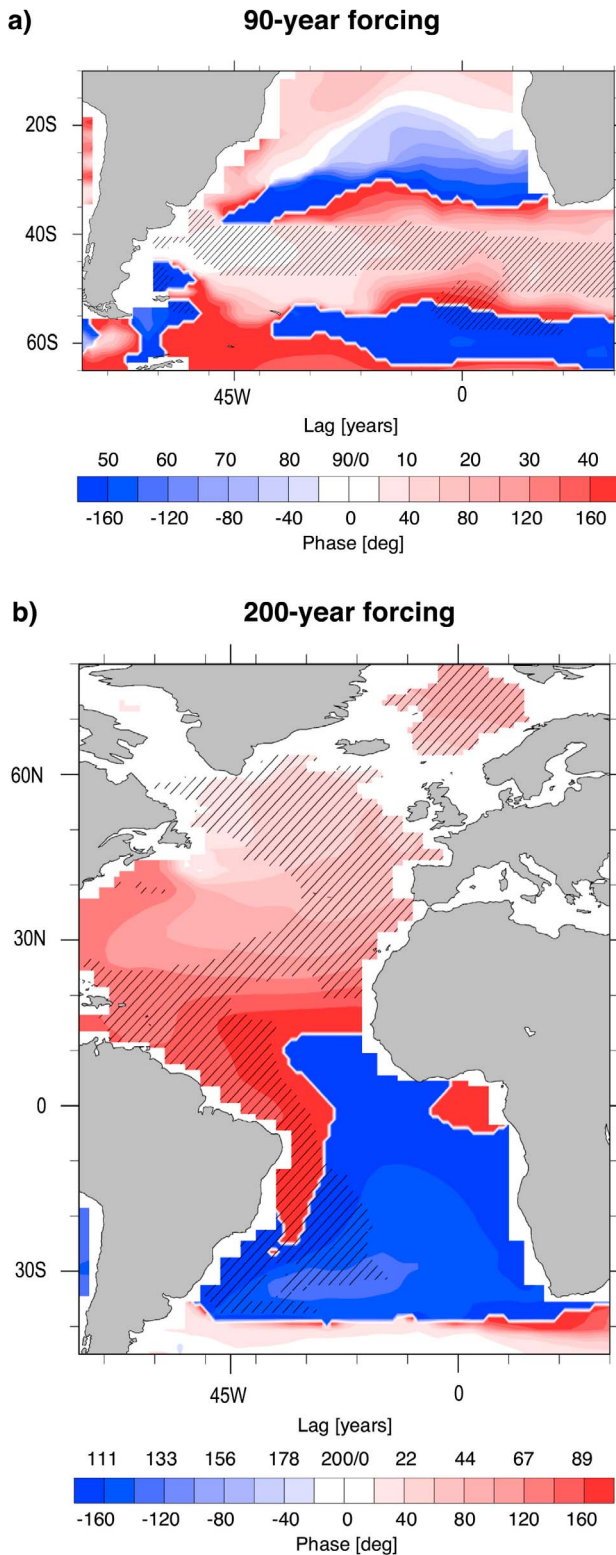 a) 90-year forcing
20S
40S
60S
45W 0
Lag [years]
50 60 70 80 90/0 10 20 30 40
-160 -120 -80 -40 0 40 80 120 160
Phase [deg]
b) 200-year forcing
60N
30N
0
30S
45W 0
Lag [years]
111 133 156 178 200/0 22 44 67 89
-160 -120 -80 -40 0 40 80 120 160
Phase [deg]